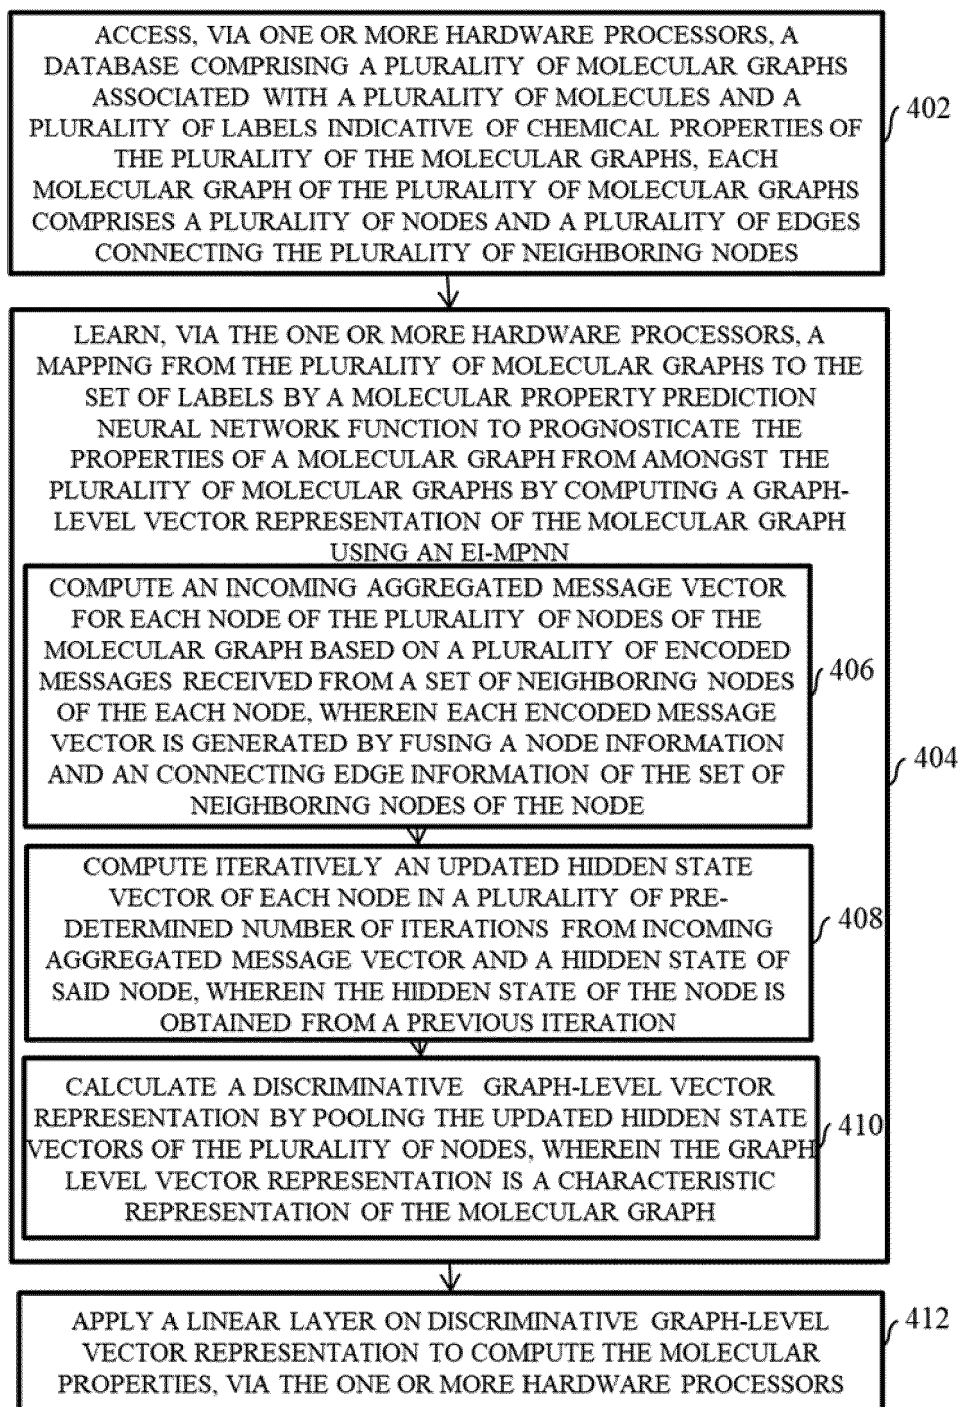 ACCESS, VIA ONE OR MORE HARDWARE PROCESSORS, A
DATABASE COMPRISING A PLURALITY OF MOLECULAR GRAPHS
ASSOCIATED WITH A PLURALITY OF MOLECULES AND A
PLURALITY OF LABELS INDICATIVE OF CHEMICAL PROPERTIES OF
THE PLURALITY OF THE MOLECULAR GRAPHS, EACH
MOLECULAR GRAPH OF THE PLURALITY OF MOLECULAR GRAPHS
COMPRISES A PLURALITY OF NODES AND A PLURALITY OF EDGES
CONNECTING THE PLURALITY OF NEIGHBORING NODES
402
LEARN, VIA THE ONE OR MORE HARDWARE PROCESSORS, A
MAPPING FROM THE PLURALITY OF MOLECULAR GRAPHS TO THE
SET OF LABELS BY A MOLECULAR PROPERTY PREDICTION
NEURAL NETWORK FUNCTION TO PROGNOSTICATE THE
PROPERTIES OF A MOLECULAR GRAPH FROM AMONGST THE
PLURALITY OF MOLECULAR GRAPHS BY COMPUTING A GRAPH-
LEVEL VECTOR REPRESENTATION OF THE MOLECULAR GRAPH
USING AN EI-MPNN
404
COMPUTE AN INCOMING AGGREGATED MESSAGE VECTOR
FOR EACH NODE OF THE PLURALITY OF NODES OF THE
MOLECULAR GRAPH BASED ON A PLURALITY OF ENCODED
MESSAGES RECEIVED FROM A SET OF NEIGHBORING NODES
OF THE EACH NODE, WHEREIN EACH ENCODED MESSAGE
VECTOR IS GENERATED BY FUSING A NODE INFORMATION
AND AN CONNECTING EDGE INFORMATION OF THE SET OF
NEIGHBORING NODES OF THE NODE
406
COMPUTE ITERATIVELY AN UPDATED HIDDEN STATE
VECTOR OF EACH NODE IN A PLURALITY OF PRE-
DETERMINED NUMBER OF ITERATIONS FROM INCOMING
AGGREGATED MESSAGE VECTOR AND A HIDDEN STATE OF
SAID NODE, WHEREIN THE HIDDEN STATE OF THE NODE IS
OBTAINED FROM A PREVIOUS ITERATION
408
CALCULATE A DISCRIMINATIVE GRAPH-LEVEL VECTOR
REPRESENTATION BY POOLING THE UPDATED HIDDEN STATE
VECTORS OF THE PLURALITY OF NODES, WHEREIN THE GRAPH
LEVEL VECTOR REPRESENTATION IS A CHARACTERISTIC
REPRESENTATION OF THE MOLECULAR GRAPH
410
APPLY A LINEAR LAYER ON DISCRIMINATIVE GRAPH-LEVEL
VECTOR REPRESENTATION TO COMPUTE THE MOLECULAR
PROPERTIES, VIA THE ONE OR MORE HARDWARE PROCESSORS
412